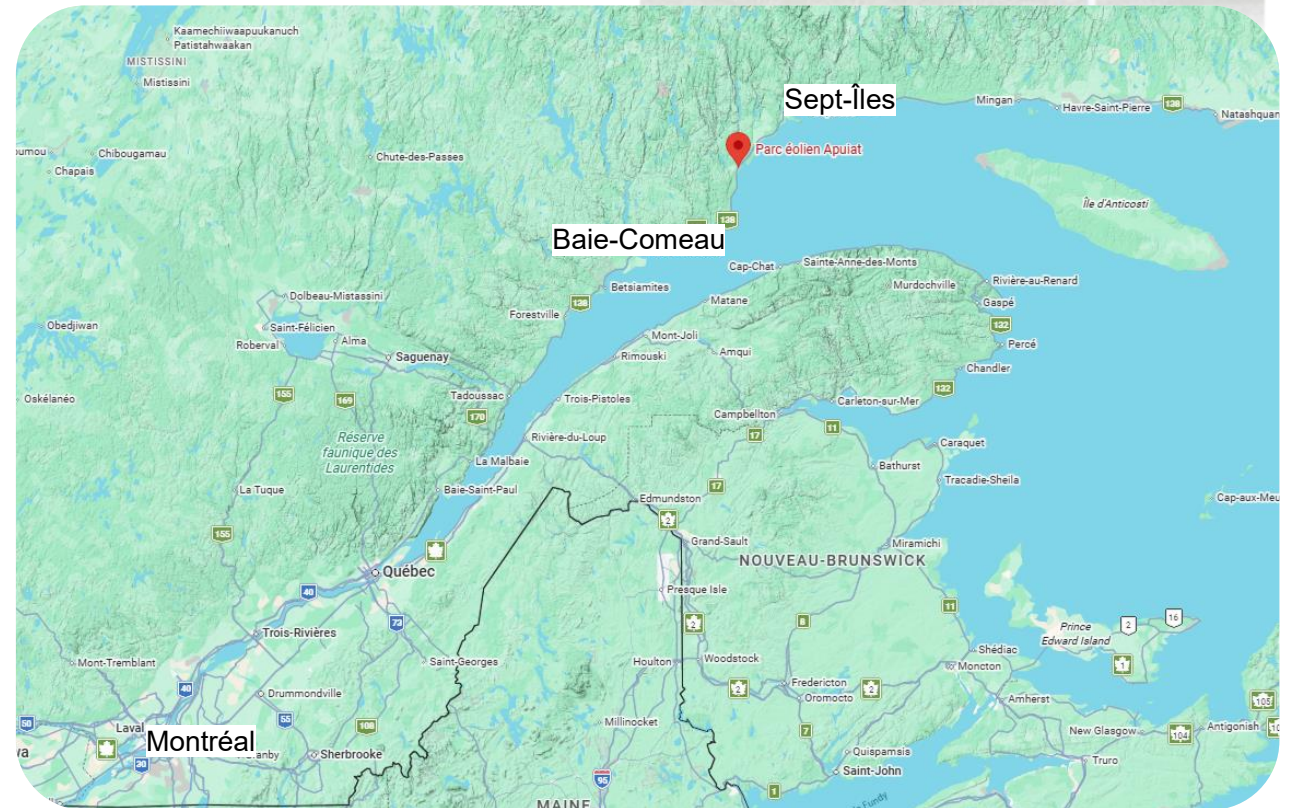 Kaamechiiwaapuukanuch
Patistahwaakan
MISTISSINI
Mistissini
Sept-Îles
Mingan
Havre-Saint-Pierre
138
Natashquan
Parc éolien Apuiat
Chibougamau
Chapais
Chute-des-Passes
Île d'Anticosti
138
Baie-Comeau
Cap-Chat
Sainte-Anne-des-Monts
Murdochville
Rivière-au-Renard
Gaspé
Betsiamites
Matane
138
Forestville
Dolbeau-Mistassini
Obedjiwan
Saint-Félicien
Roberval
Alma
Saguenay
Mont-Joli
Rimouski
Amqui
132
Percé
Chandler
132
Oskélanéo
155
169
Tadoussac
170
Trois-Pistoles
Campbellton
Carleton-sur-Mer
11
17
Réserve
faunique des
Laurentides
Rivière-du-Loup
Caraquet
La Malbaie
Bathurst
Tracadie-Sheila
La Tuque
Baie-Saint-Paul
17
Edmundston
2
155
Grand-Sault
Miramichi
NOUVEAU-BRUNSWICK
Québec
Presque Isle
40
73
2
8
11
Prince
Edward Island
2
16
1
Trois-Rivières
Mont-Tremblant
Saint-Georges
Houlton
Woodstock
Shédiac
Moncton
40
Drummondville
2
Fredericton
Oromocto
2
Amherst
105
50
Laval
Montréal
55
108
Millinocket
7
New Glasgow
104
Antigonish
30
Sherbrooke
95
Quispamsis
Saint-John
Truro
1
MAINE